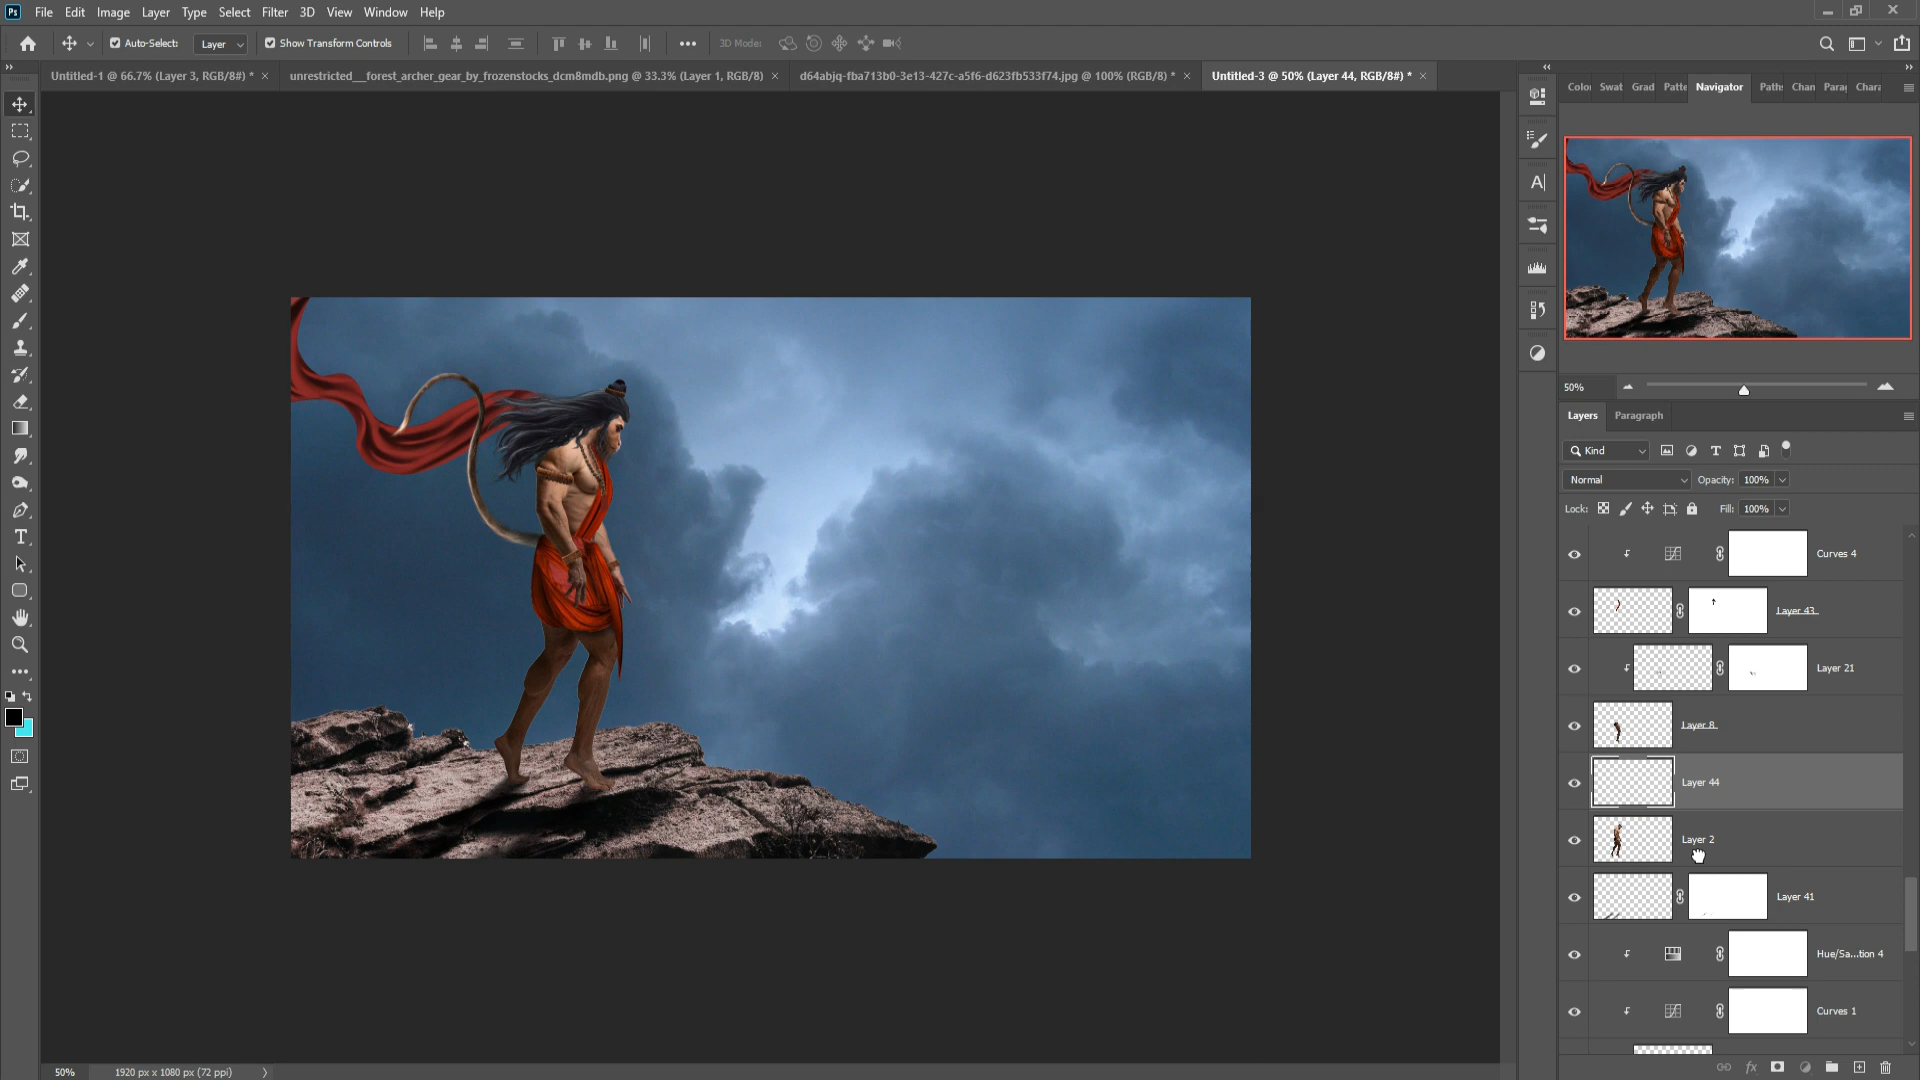 Ps File Edit Image Layer Type Select Filter 3D View Window Help
Auto-Select: Layer Show Transform Controls 3D Mode:
Untitled-1 @ 66.7% (Layer 3, RGB/8#) * unrestricted__forest_archer_gear_by_frozenstocks_dcm8mdb.png @ 33.3% (Layer 1, RGB/8) d64abjq-fba713b0-3e13-427c-a5f6-d623fb533f74.jpg @ 100% (RGB/8) * Untitled-3 @ 50% (Layer 44, RGB/8#) *
Colo Swat Grad Patte Navigator Paths Chan Para Chara
50%
Layers Paragraph
Kind
Normal Opacity: 100%
Lock: Fill: 100%
Curves 4
Layer 43
Layer 21
Layer 8
Layer 44
Layer 2
Layer 41
Hue/Sa...tion 4
Curves 1
50% 1920 px x 1080 px (72 ppi)